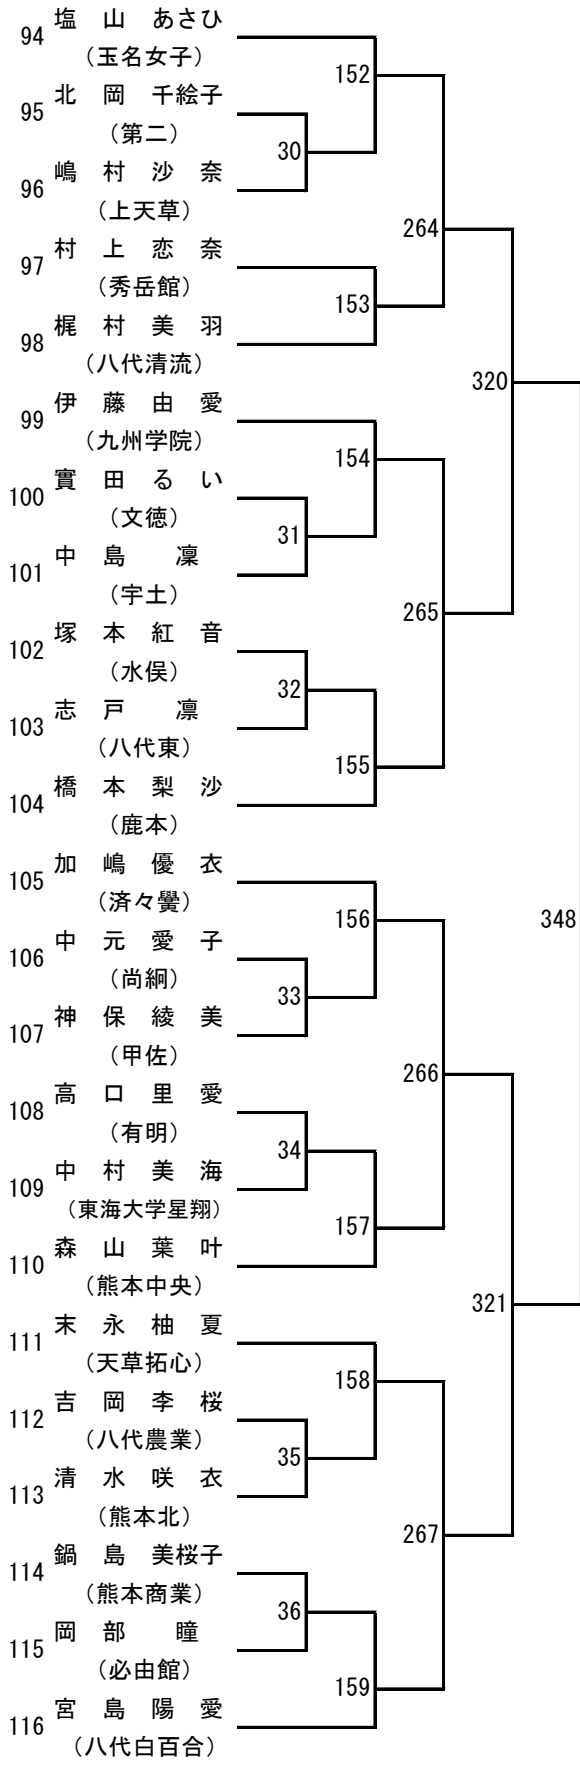 94 塩 山 あさひ
(玉名女子)
152
95 北 岡 千絵子
(第二)
30
96 嶋 村 沙 奈
(上天草)
264
97 村 上 恋 奈
(秀岳館)
153
98 梶 村 美 羽
(八代清流)
320
99 伊 藤 由 愛
(九州学院)
154
100 實 田 る い
(文徳)
31
101 中 島 凜
(宇土)
265
102 塚 本 紅 音
(水俣)
32
103 志 戸 凛
(八代東)
155
104 橋 本 梨 沙
(鹿本)
105 加 嶋 優 衣
(済々黌)
156
348
106 中 元 愛 子
(尚絅)
33
107 神 保 綾 美
(甲佐)
266
108 高 口 里 愛
(有明)
34
109 中 村 美 海
(東海大学星翔)
157
110 森 山 葉 叶
(熊本中央)
321
111 末 永 柚 夏
(天草拓心)
158
112 吉 岡 李 桜
(八代農業)
35
113 清 水 咲 衣
(熊本北)
267
114 鍋 島 美桜子
(熊本商業)
36
115 岡 部 瞳
(必由館)
159
116 宮 島 陽 愛
(八代白百合)